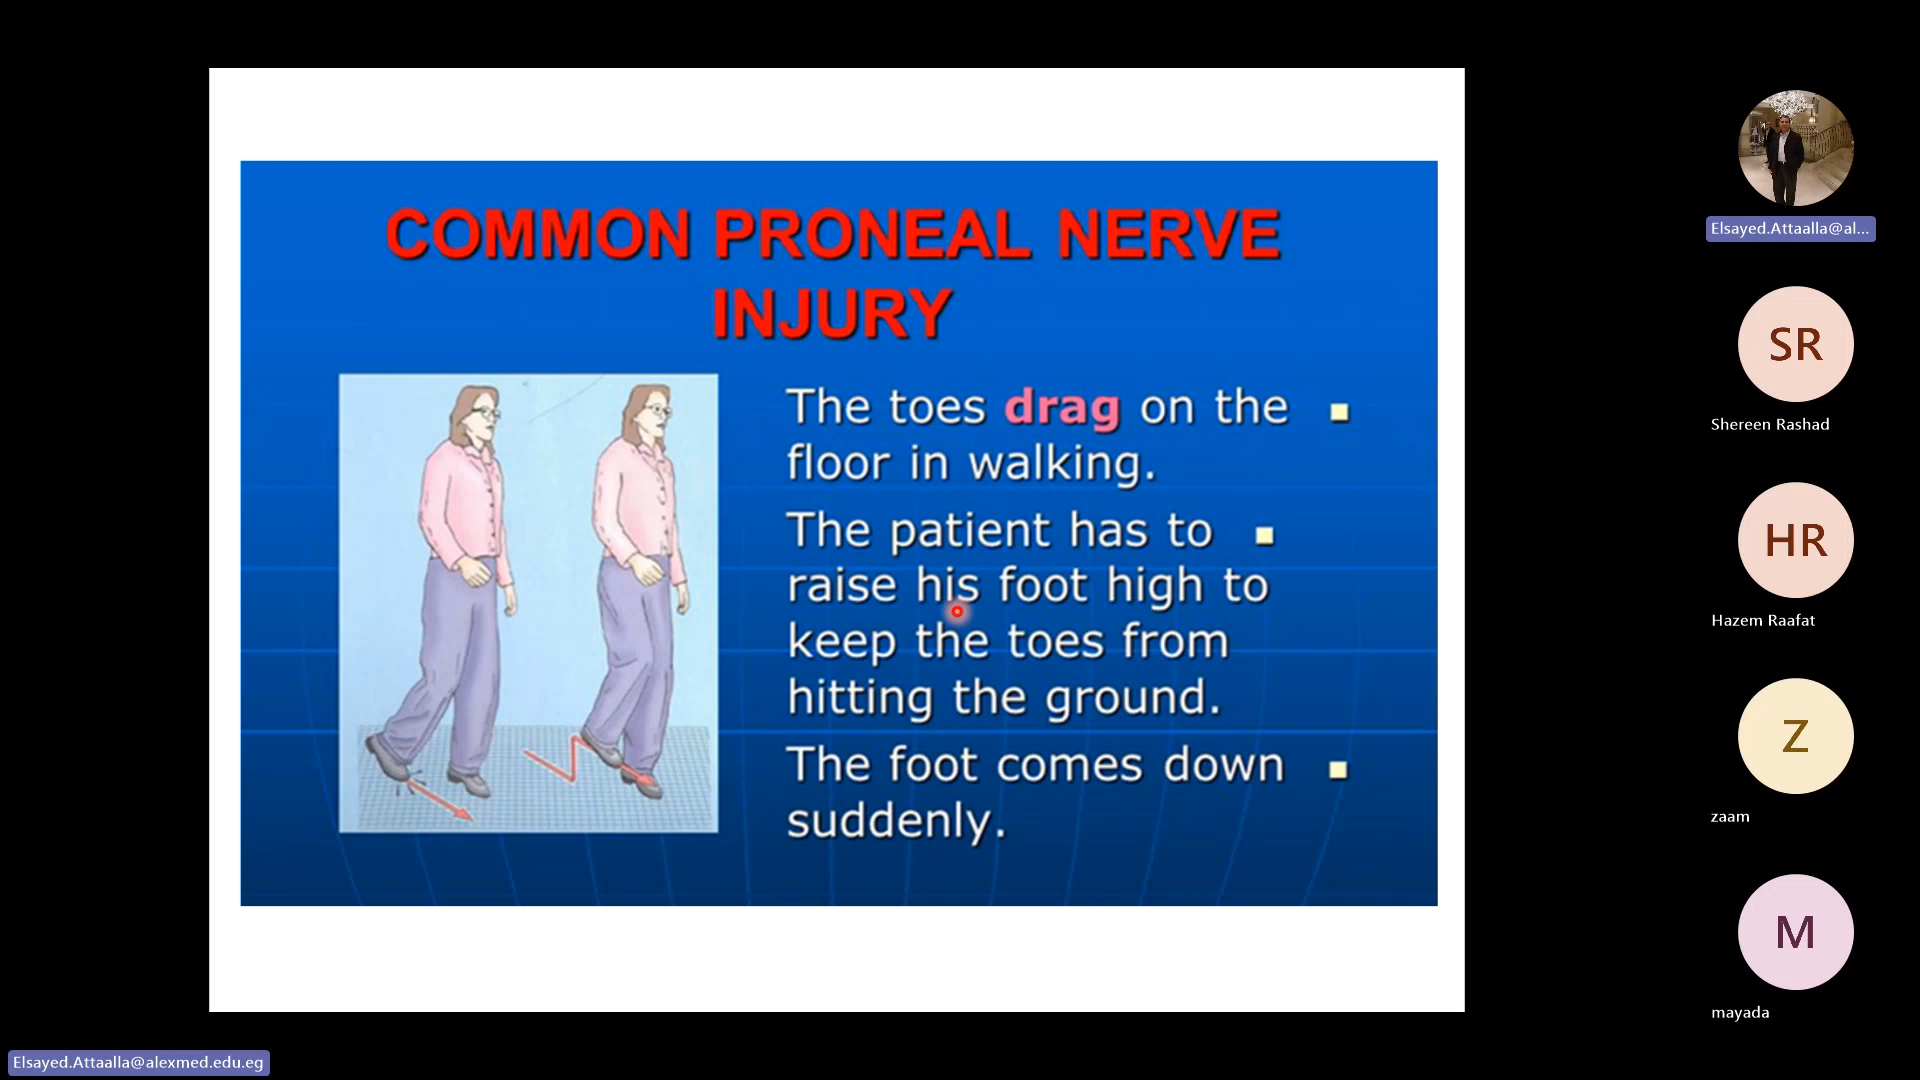 COMMON PRONEAL NERVE
INJURY
The toes drag on the
floor in walking.
The patient has to
raise his foot high to
keep the toes from
hitting the ground.
The foot comes down
suddenly.
Elsayed.Attaalla@al...
SR
Shereen Rashad
HR
Hazem Raafat
Z
zaam
M
mayada
Elsayed.Attaalla@alexmed.edu.eg